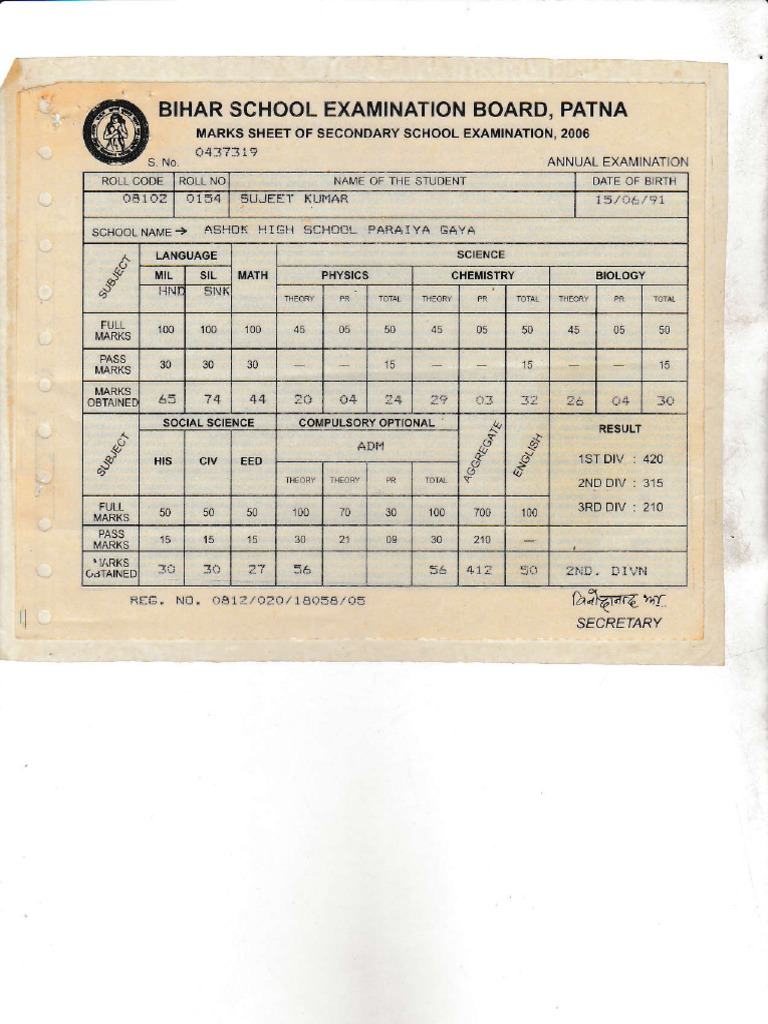 BIHAR SCHOOL EXAMINATION BOARD, PATNA
MARKS SHEET OF SECONDARY SCHOOL EXAMINATION, 2006
S. No. 0437319 ANNUAL EXAMINATION
ROLL CODE ROLL NO NAME OF THE STUDENT DATE OF BIRTH
08102 0154 SUJEET KUMAR 15/06/91
SCHOOL NAME → ASHOK HIGH SCHOOL PARAIYA GAYA
SUBJECT LANGUAGE MATH SCIENCE
MIL SIL PHYSICS CHEMISTRY BIOLOGY
HND SNK THEORY PR TOTAL THEORY PR TOTAL THEORY PR TOTAL
FULL MARKS 100 100 100 45 05 50 45 05 50 45 05 50
PASS MARKS 30 30 30 — — 15 — — 15 — — 15
MARKS OBTAINED 65 74 44 20 04 24 29 03 32 26 04 30
SUBJECT SOCIAL SCIENCE COMPULSORY OPTIONAL AGGREGATE ENGLISH RESULT
HIS CIV EED ADM 1ST DIV : 420
THEORY THEORY PR TOTAL 2ND DIV : 315
FULL MARKS 50 50 50 100 70 30 100 700 100 3RD DIV : 210
PASS MARKS 15 15 15 30 21 09 30 210 —
MARKS OBTAINED 30 30 27 56 56 412 50 2ND. DIVN
REG. NO. 0812/020/18058/05
SECRETARY